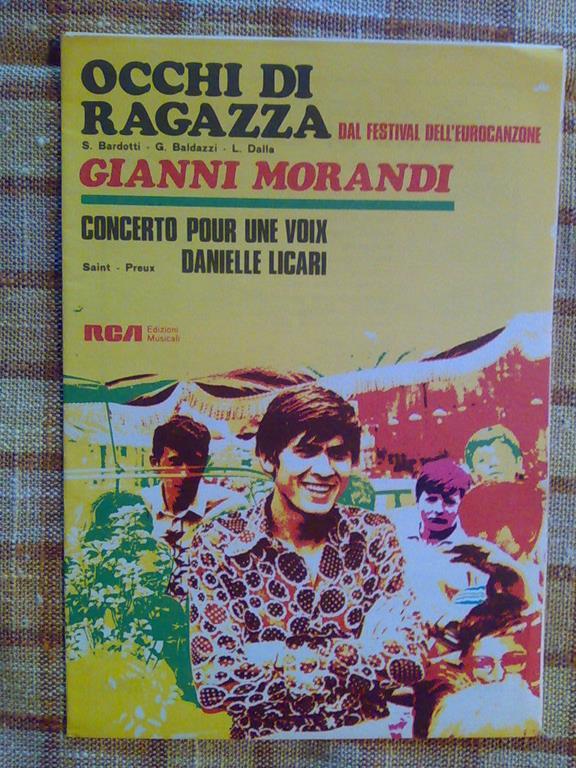 OCCHI DI
RAGAZZA DAL FESTIVAL DELL'EUROCANZONE
S. Bardotti - G. Baldazzi - L. Dalla
GIANNI MORANDI
CONCERTO POUR UNE VOIX
Saint - Preux DANIELLE LICARI
RCA Edizioni
Musicali